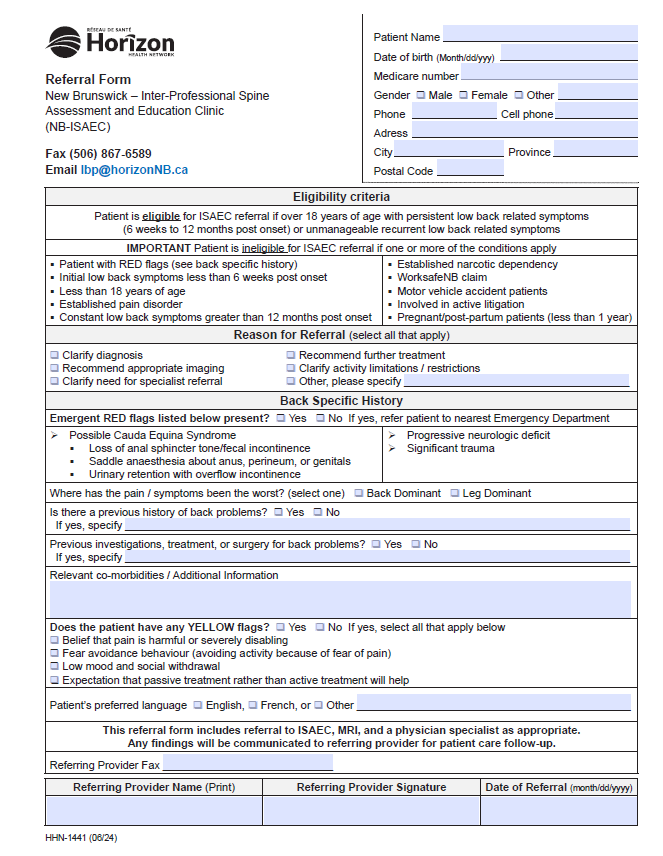 RÉSEAU DE SANTÉ
Horizon
HEALTH NETWORK
Referral Form
New Brunswick – Inter-Professional Spine
Assessment and Education Clinic
(NB-ISAEC)
Fax (506) 867-6589
Email lbp@horizonNB.ca
Patient Name
Date of birth (Month/dd/yyy)
Medicare number
Gender Male Female Other
Phone Cell phone
Adress
City Province
Postal Code
Eligibility criteria
Patient is eligible for ISAEC referral if over 18 years of age with persistent low back related symptoms
(6 weeks to 12 months post onset) or unmanageable recurrent low back related symptoms
IMPORTANT Patient is ineligible for ISAEC referral if one or more of the conditions apply
▪ Patient with RED flags (see back specific history)
▪ Initial low back symptoms less than 6 weeks post onset
▪ Less than 18 years of age
▪ Established pain disorder
▪ Constant low back symptoms greater than 12 months post onset
▪ Established narcotic dependency
▪ WorksafeNB claim
▪ Motor vehicle accident patients
▪ Involved in active litigation
▪ Pregnant/post-partum patients (less than 1 year)
Reason for Referral (select all that apply)
Clarify diagnosis
Recommend appropriate imaging
Clarify need for specialist referral
Recommend further treatment
Clarify activity limitations / restrictions
Other, please specify
Back Specific History
Emergent RED flags listed below present? Yes No If yes, refer patient to nearest Emergency Department
➢ Possible Cauda Equina Syndrome
▪ Loss of anal sphincter tone/fecal incontinence
▪ Saddle anaesthesia about anus, perineum, or genitals
▪ Urinary retention with overflow incontinence
➢ Progressive neurologic deficit
➢ Significant trauma
Where has the pain / symptoms been the worst? (select one) Back Dominant Leg Dominant
Is there a previous history of back problems? Yes No
If yes, specify
Previous investigations, treatment, or surgery for back problems? Yes No
If yes, specify
Relevant co-morbidities / Additional Information
Does the patient have any YELLOW flags? Yes No If yes, select all that apply below
Belief that pain is harmful or severely disabling
Fear avoidance behaviour (avoiding activity because of fear of pain)
Low mood and social withdrawal
Expectation that passive treatment rather than active treatment will help
Patient's preferred language English, French, or Other
This referral form includes referral to ISAEC, MRI, and a physician specialist as appropriate.
Any findings will be communicated to referring provider for patient care follow-up.
Referring Provider Fax
Referring Provider Name (Print) Referring Provider Signature Date of Referral (month/dd/yyyy)
HHN-1441 (06/24)